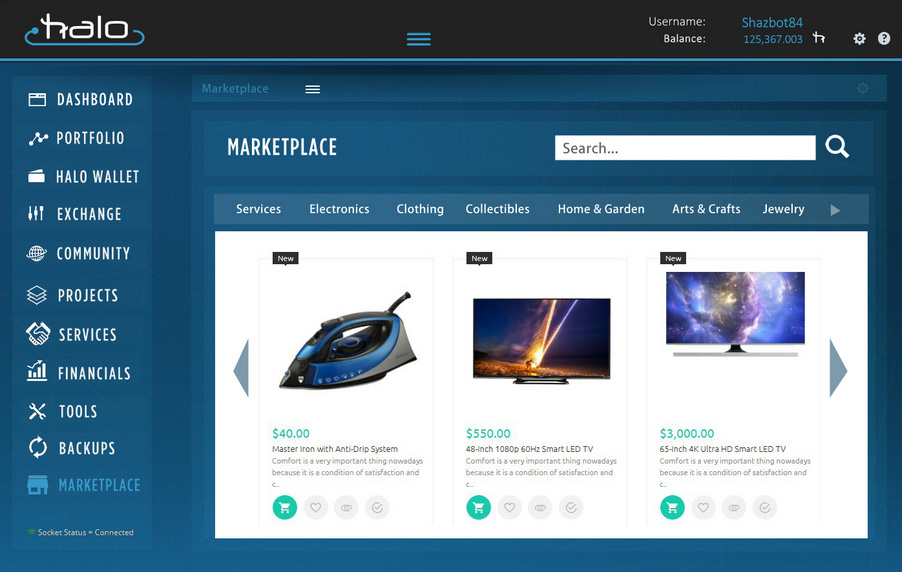 halo
Username: Shazbot84
Balance: 125,367.003
DASHBOARD
PORTFOLIO
HALO WALLET
EXCHANGE
COMMUNITY
PROJECTS
SERVICES
FINANCIALS
TOOLS
BACKUPS
MARKETPLACE
Socket Status = Connected
Marketplace
MARKETPLACE
Search...
Services Electronics Clothing Collectibles Home & Garden Arts & Crafts Jewelry
New
$40.00
Master Iron with Anti-Drip System
Comfort is a very important thing nowadays
because it is a condition of satisfaction and
c..
New
$550.00
48-Inch 1080p 60Hz Smart LED TV
Comfort is a very important thing nowadays
because it is a condition of satisfaction and
c..
New
$3,000.00
65-Inch 4K Ultra HD Smart LED TV
Comfort is a very important thing nowadays
because it is a condition of satisfaction and
c..